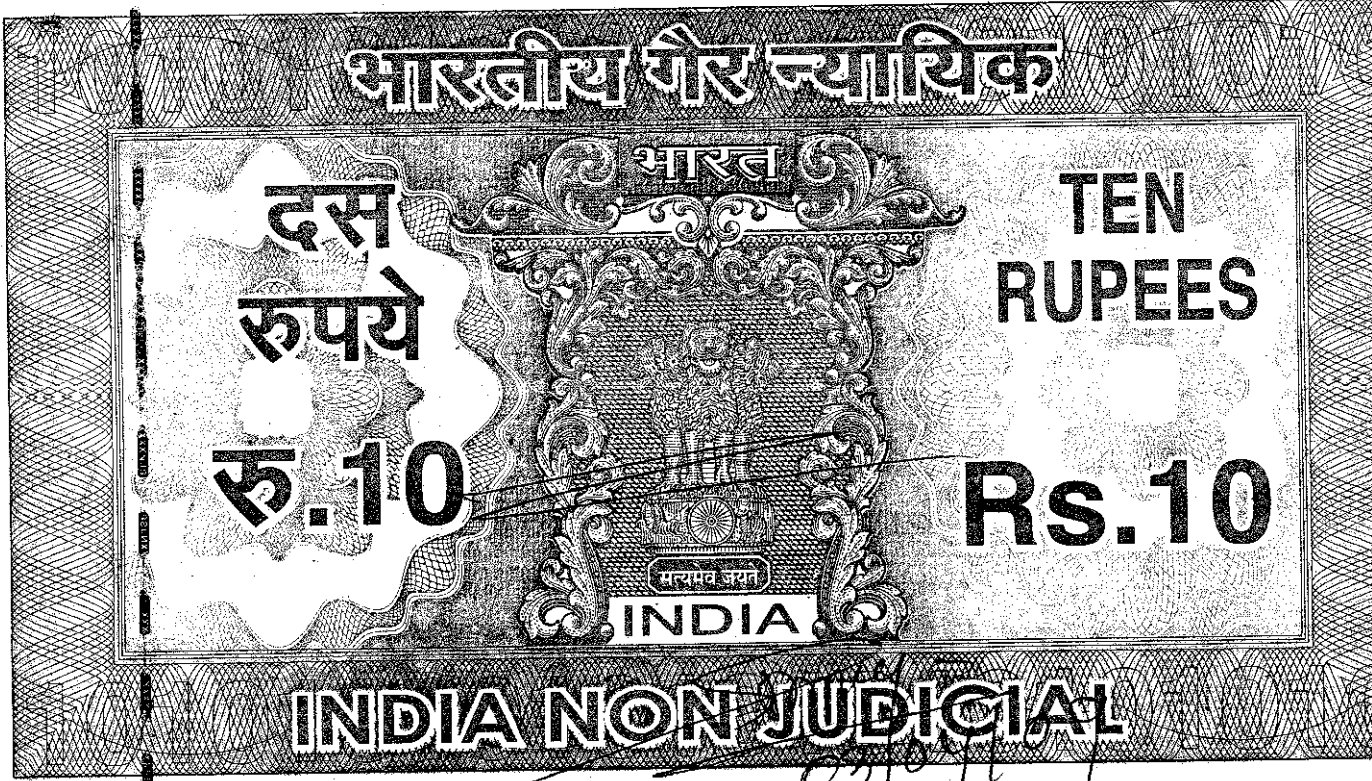 भारतीय गैर न्यायिक
भारत
दस
रुपये
रु.10
TEN
RUPEES
Rs.10
सत्यमेव जयते
INDIA
INDIA NON JUDICIAL